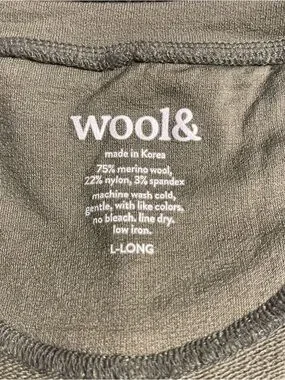 wool&
made in Korea
75% merino wool,
22% nylon, 3% spandex
machine wash cold,
gentle, with like colors.
no bleach. line dry.
low iron.
L-LONG